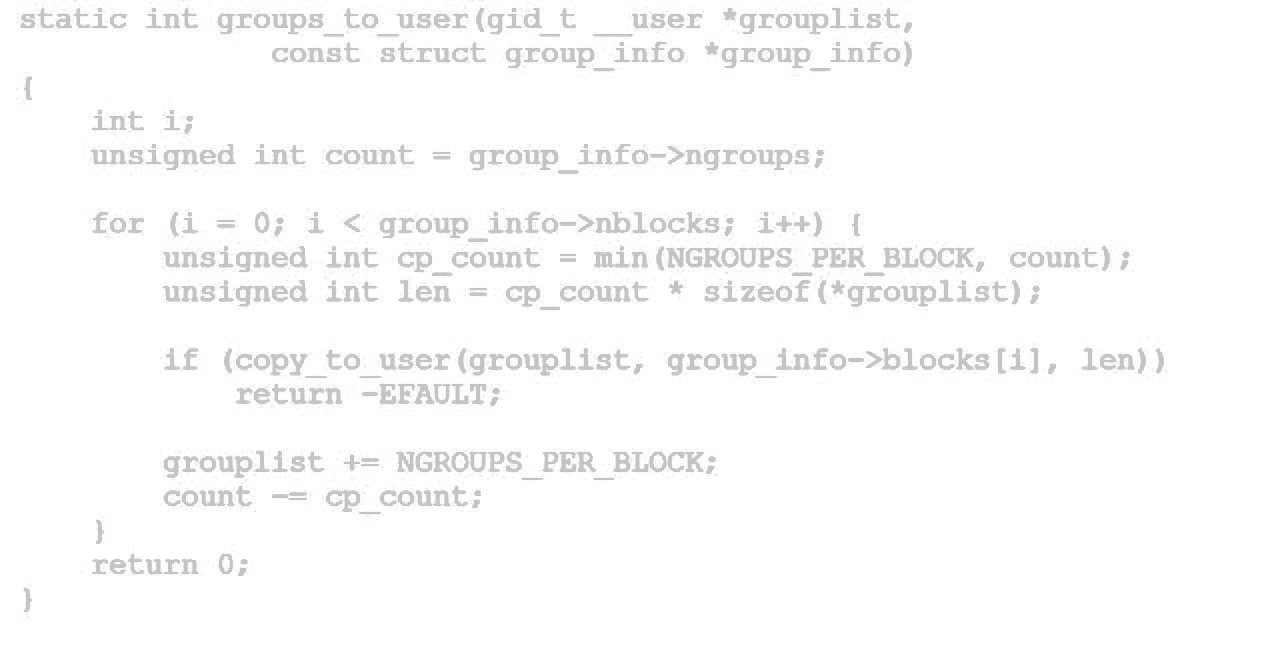 static int groups_to_user(gid_t __user *grouplist,
              const struct group_info *group_info)
{
    int i;
    unsigned int count = group_info->ngroups;

    for (i = 0; i < group_info->nblocks; i++) {
        unsigned int cp_count = min(NGROUPS_PER_BLOCK, count);
        unsigned int len = cp_count * sizeof(*grouplist);

        if (copy_to_user(grouplist, group_info->blocks[i], len))
            return -EFAULT;

        grouplist += NGROUPS_PER_BLOCK;
        count -= cp_count;
    }
    return 0;
}